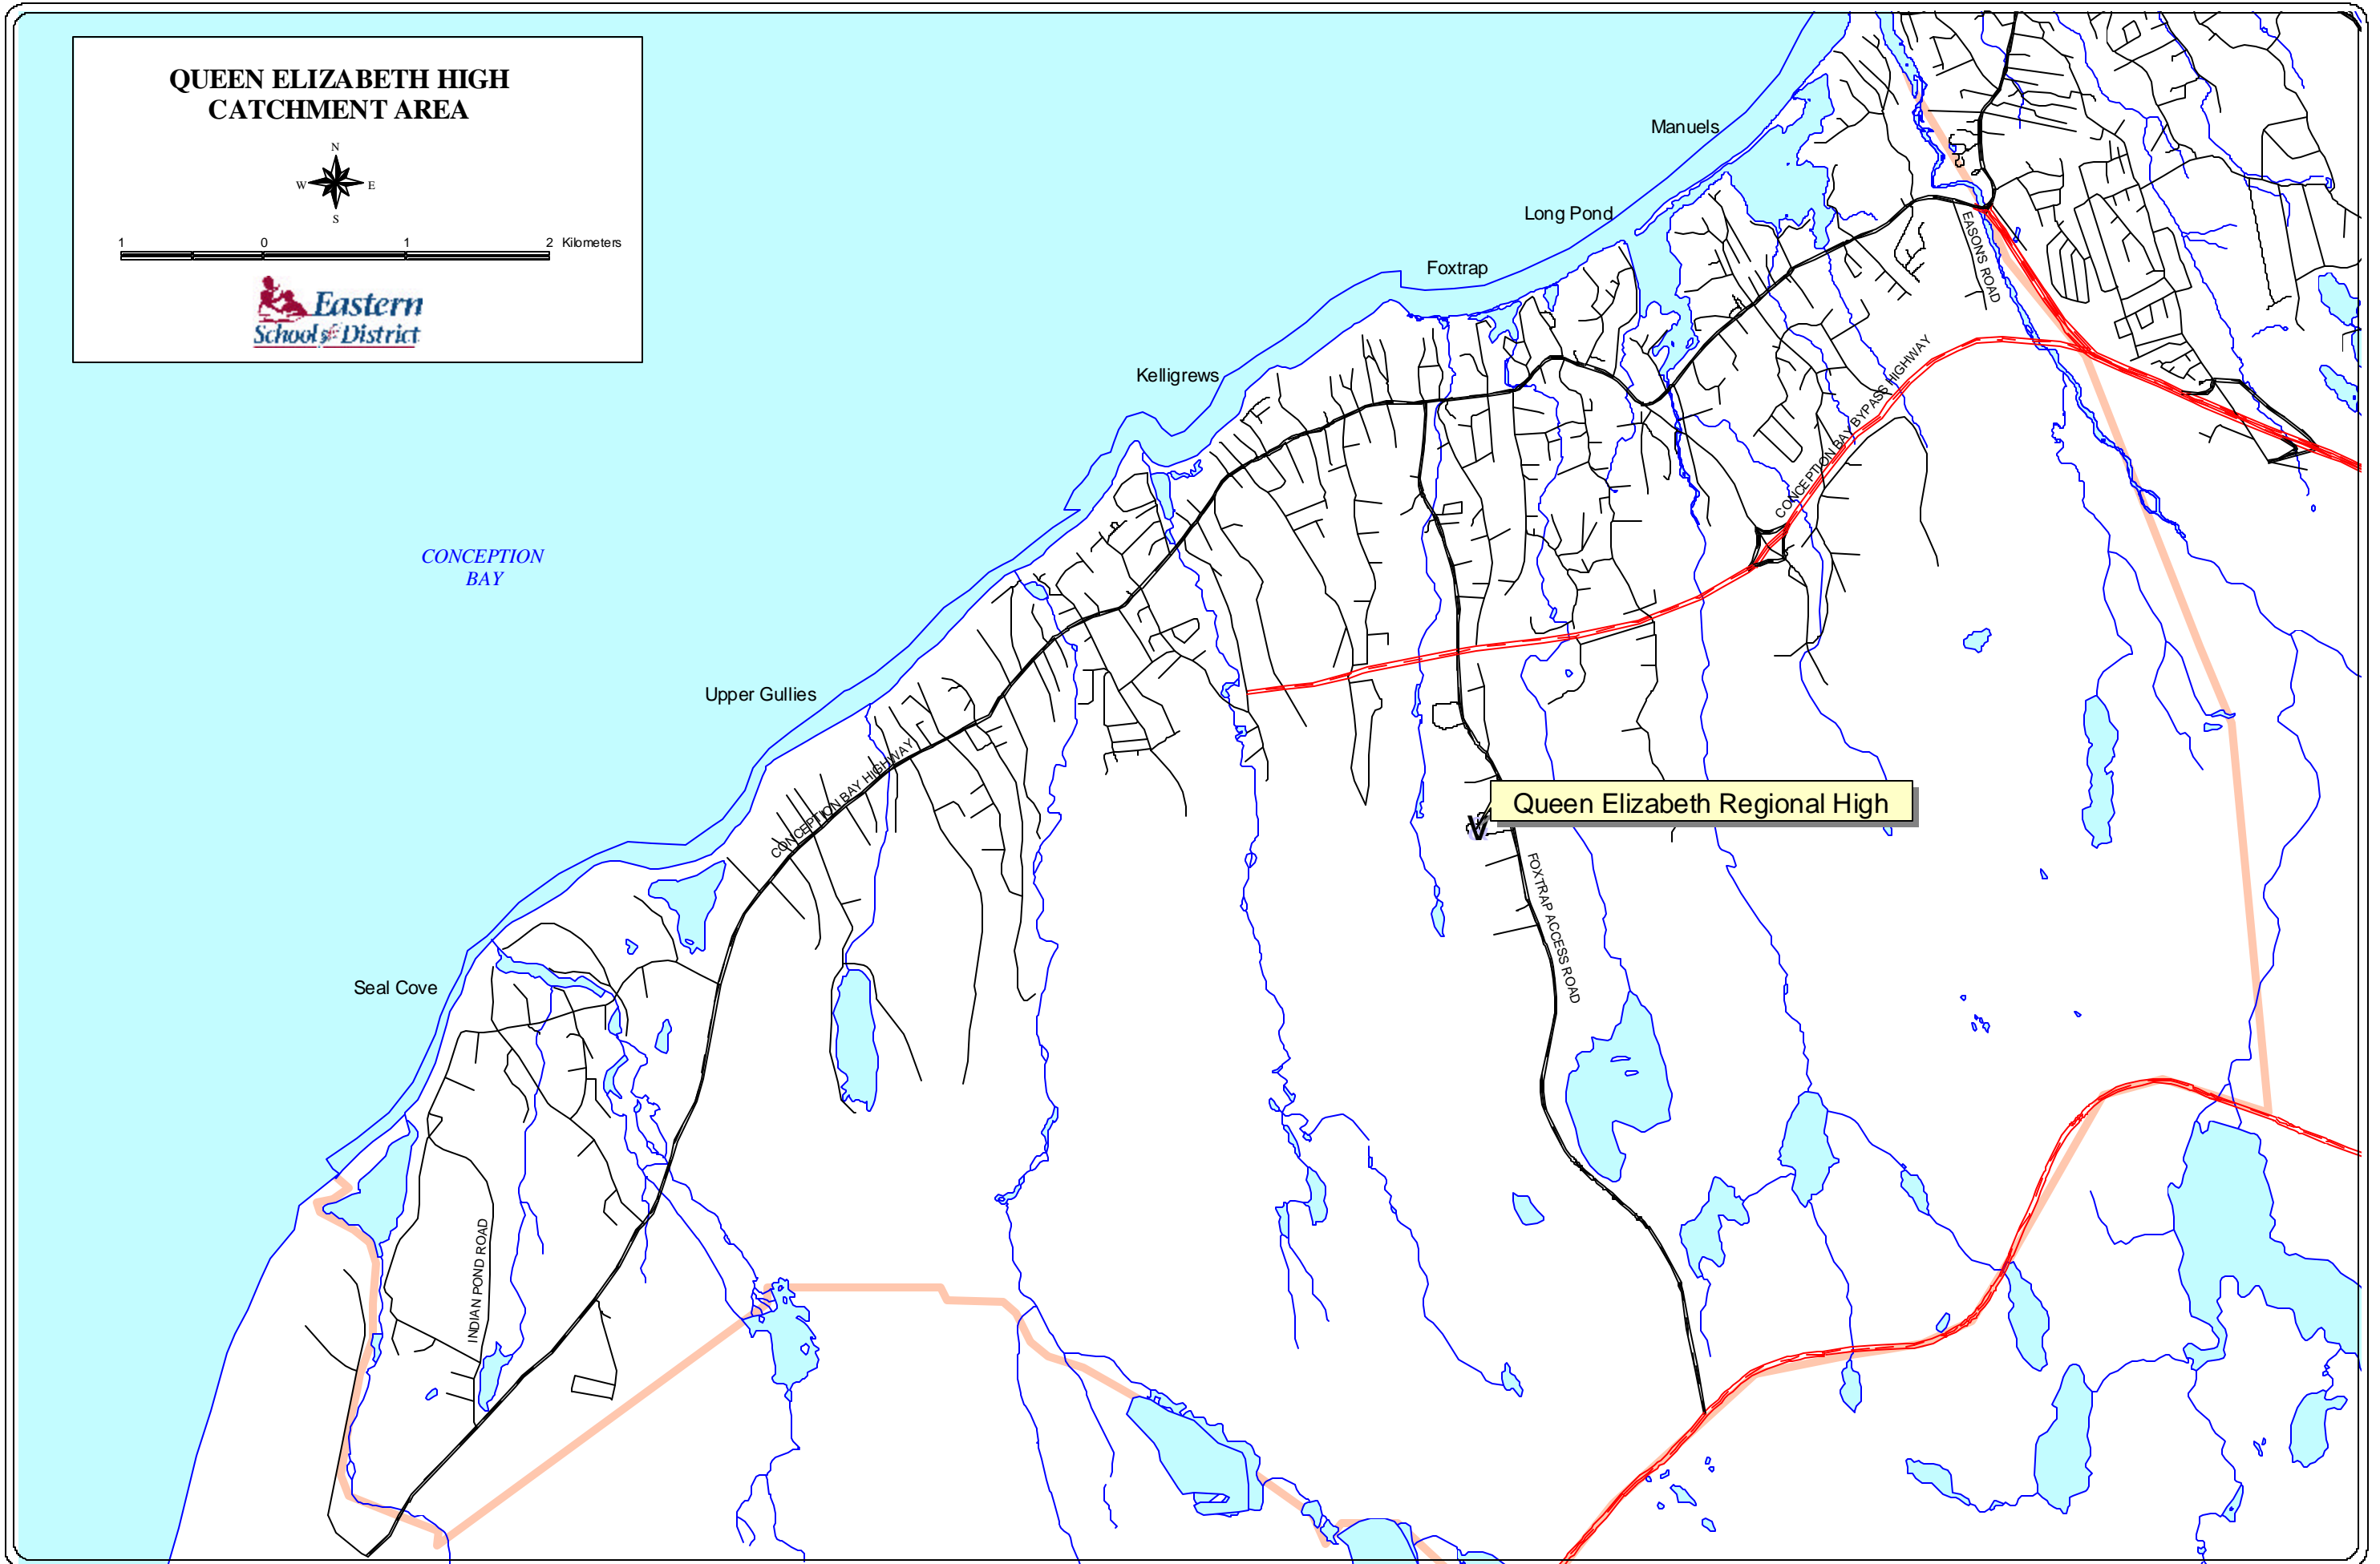 QUEEN ELIZABETH HIGH
CATCHMENT AREA
N
W E
S
1 0 1 2 Kilometers
Eastern
School District
Manuels
Long Pond
Foxtrap
EASONS ROAD
Kelligrews
CONCEPTION BAY BYPASS HIGHWAY
CONCEPTION
BAY
Upper Gullies
CONCEPTION BAY HIGHWAY
Queen Elizabeth Regional High
V
FOXTRAP ACCESS ROAD
Seal Cove
INDIAN POND ROAD